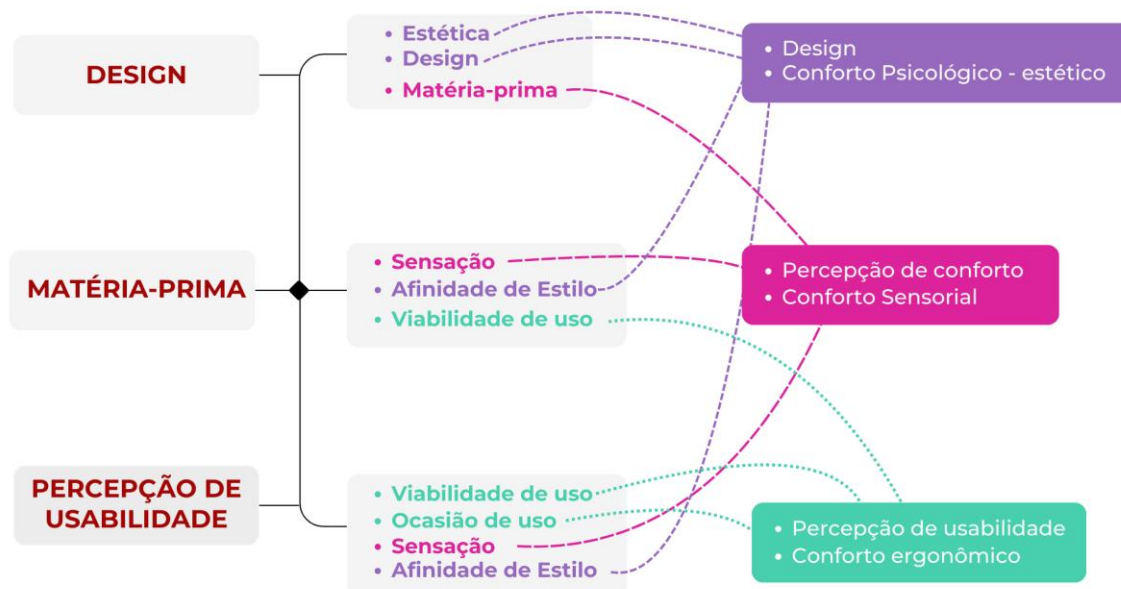 DESIGN
• Estética
• Design
• Matéria-prima
• Design
• Conforto Psicológico - estético
MATÉRIA-PRIMA
• Sensação
• Afinidade de Estilo
• Viabilidade de uso
• Percepção de conforto
• Conforto Sensorial
PERCEPÇÃO DE
USABILIDADE
• Viabilidade de uso
• Ocasião de uso
• Sensação
• Afinidade de Estilo
• Percepção de usabilidade
• Conforto ergonômico